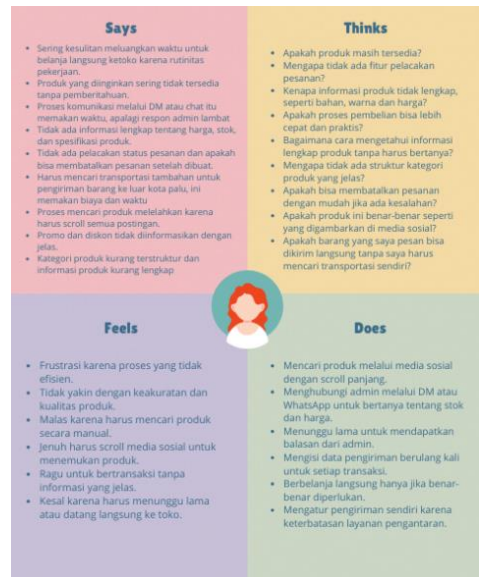 Says
• Sering kesulitan meluangkan waktu untuk
belanja langsung ketoko karena rutinitas
pekerjaan.
• Produk yang diinginkan sering tidak tersedia
tanpa pemberitahuan.
• Proses komunikasi melalui DM atau chat itu
memakan waktu, apalagi respon admin lambat
• Tidak ada informasi lengkap tentang harga, stok,
dan spesifikasi produk.
• Tidak ada pelacakan status pesanan dan apakah
bisa membatalkan pesanan setelah dibuat.
• Harus mencari transportasi tambahan untuk
pengiriman barang ke luar kota palu, ini
memakan biaya dan waktu
• Proses mencari produk melelahkan karena
harus scroll semua postingan.
• Promo dan diskon tidak diinformasikan dengan
jelas.
• Kategori produk kurang terstruktur dan
informasi produk kurang lengkap
Thinks
• Apakah produk masih tersedia?
• Mengapa tidak ada fitur pelacakan
pesanan?
• Kenapa informasi produk tidak lengkap,
seperti bahan, warna dan harga?
• Apakah proses pembelian bisa lebih
cepat dan praktis?
• Bagaimana cara mengetahui informasi
lengkap produk tanpa harus bertanya?
• Mengapa tidak ada struktur kategori
produk yang jelas?
• Apakah bisa membatalkan pesanan
dengan mudah jika ada kesalahan?
• Apakah produk ini benar-benar seperti
yang digambarkan di media sosial?
• Apakah barang yang saya pesan bisa
dikirim langsung tanpa saya harus
mencari transportasi sendiri?
Feels
• Frustrasi karena proses yang tidak
efisien.
• Tidak yakin dengan keakuratan dan
kualitas produk.
• Malas karena harus mencari produk
secara manual.
• Jenuh harus scroll media sosial untuk
menemukan produk.
• Ragu untuk bertransaksi tanpa
informasi yang jelas.
• Kesal karena harus menunggu lama
atau datang langsung ke toko.
Does
• Mencari produk melalui media sosial
dengan scroll panjang.
• Menghubungi admin melalui DM atau
WhatsApp untuk bertanya tentang stok
dan harga.
• Menunggu lama untuk mendapatkan
balasan dari admin.
• Mengisi data pengiriman berulang kali
untuk setiap transaksi.
• Berbelanja langsung hanya jika benar-
benar diperlukan.
• Mengatur pengiriman sendiri karena
keterbatasan layanan pengantaran.